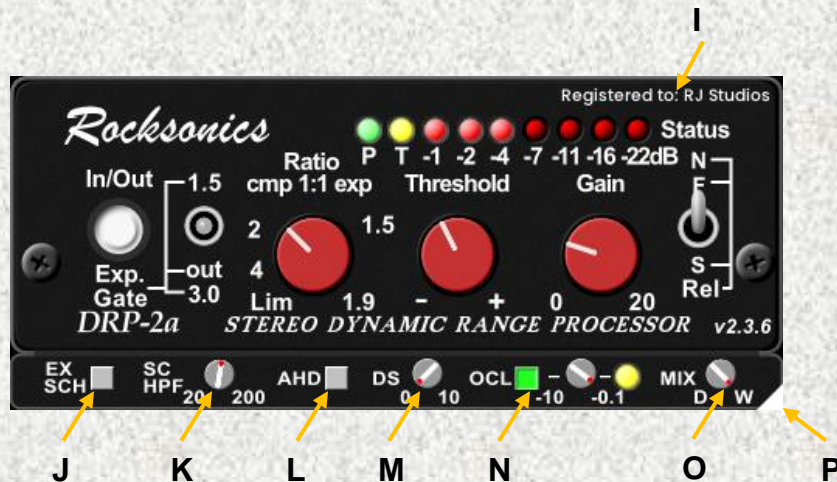 I
Registered to: RJ Studios
Rocksonics
P T -1 -2 -4 -7 -11 -16 -22dB Status
In/Out 1.5 Ratio
cmp 1:1 exp Threshold Gain N
F
2 1.5
Exp. out 4 S
Gate 3.0 Lim 1.9 - + 0 20 Rel
DRP-2a STEREO DYNAMIC RANGE PROCESSOR v2.3.6
EX
SCH SC
HPF 20 200 AHD DS 0 10 OCL -10 -0.1 MIX D W
J K L M N O P